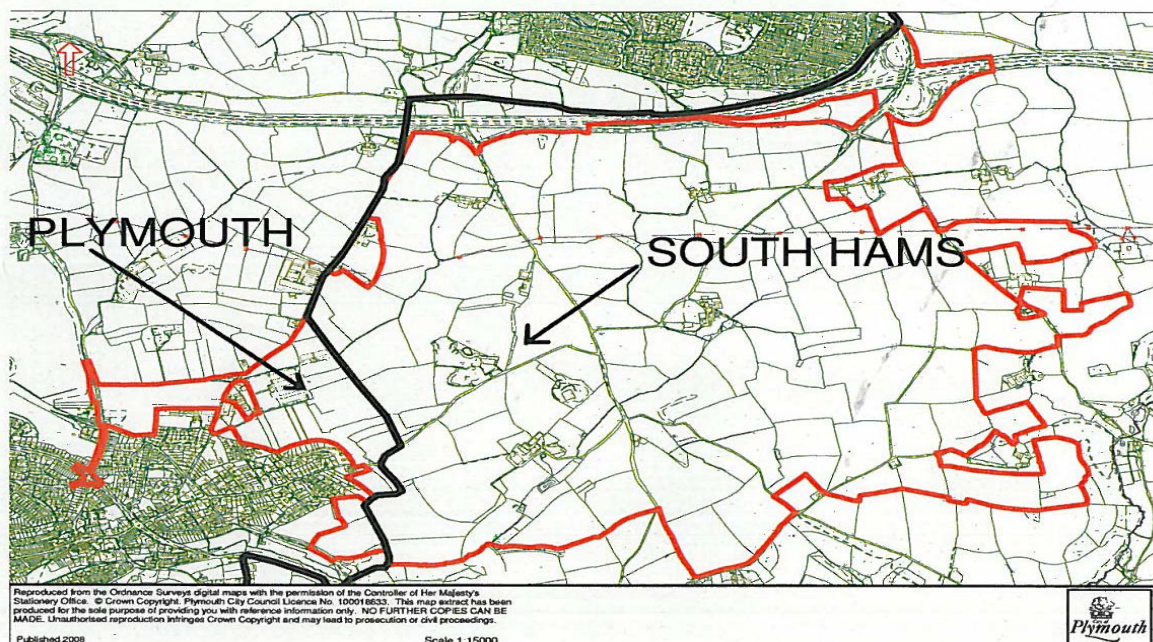 PLYMOUTH
SOUTH HAMS
Reproduced from the Ordnance Surveys digital maps with the permission of the Controller of Her Majesty's
Stationery Office. © Crown Copyright. Plymouth City Council Licence No. 100018633. This map extract has been
produced for the sole purpose of providing you with reference information only. NO FURTHER COPIES CAN BE
MADE. Unauthorised reproduction Infringes Crown Copyright and may lead to prosecution or civil proceedings.
Published 2008
Scale 1:15000
City of
Plymouth